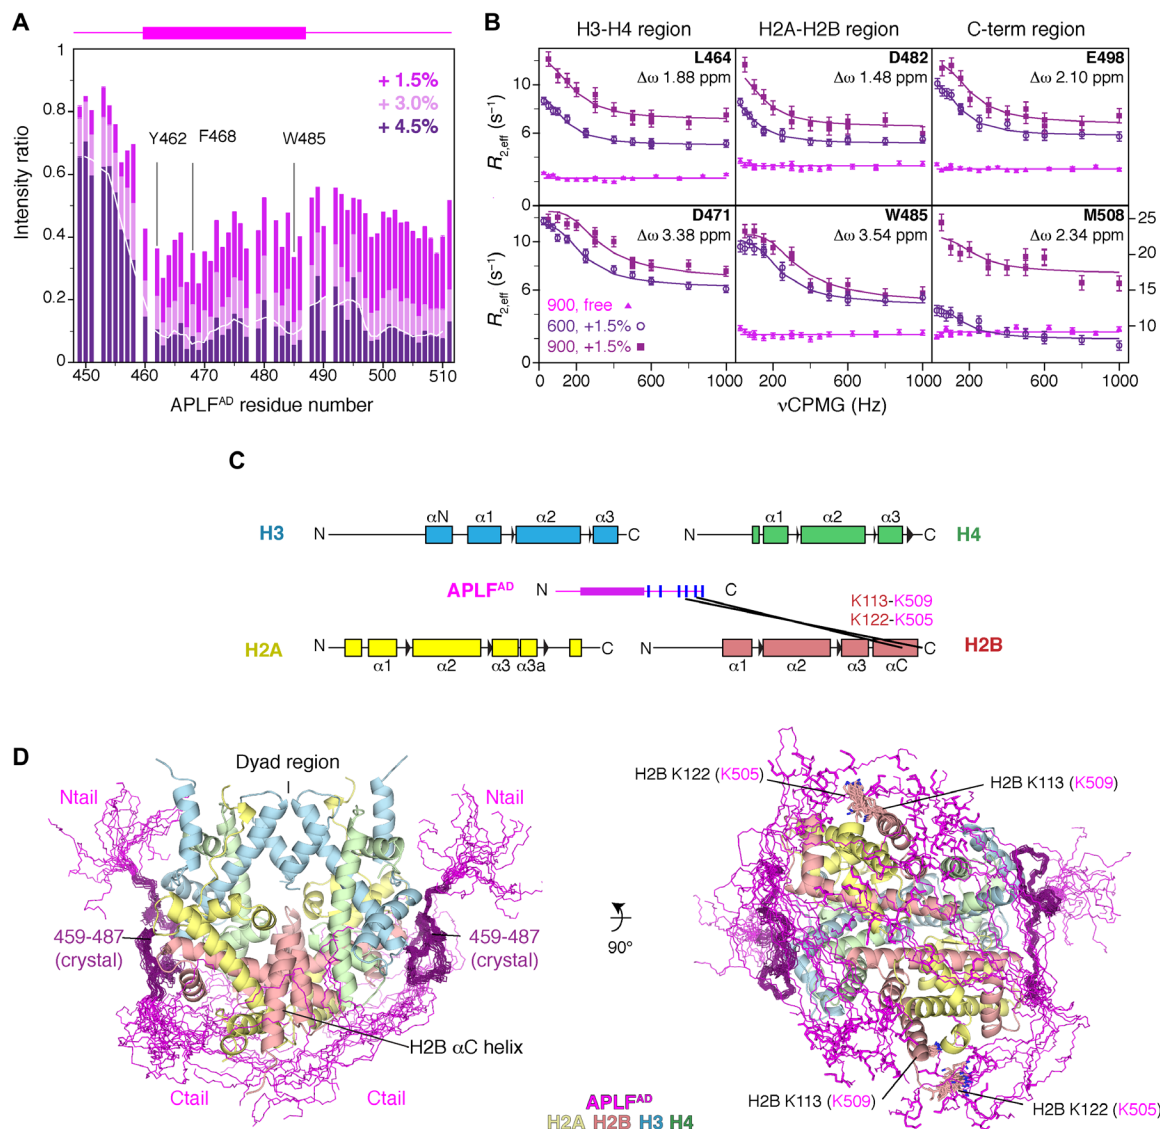 A
1
0.8
0.6
0.4
0.2
0
Intensity ratio
+ 1.5%
+ 3.0%
+ 4.5%
Y462
F468
W485
450
460
470
480
490
500
510
APLFAD residue number
B
H3-H4 region
H2A-H2B region
C-term region
L464
Δω 1.88 ppm
D482
Δω 1.48 ppm
E498
Δω 2.10 ppm
10
6
0
R2,eff (s−1)
D471
Δω 3.38 ppm
W485
Δω 3.54 ppm
M508
Δω 2.34 ppm
10
6
0
R2,eff (s−1)
25
20
15
10
900, free
600, +1.5%
900, +1.5%
0
200
600
1000
200
600
1000
200
600
1000
νCPMG (Hz)
C
H3
N
αN
α1
α2
α3
C
N
α1
α2
α3
C
H4
APLFAD
N
C
K113-K509
K122-K505
H2A
N
α1
α2
α3
α3a
C
N
α1
α2
α3
αC
C
H2B
D
Dyad region
Ntail
Ntail
459-487
(crystal)
459-487
(crystal)
H2B αC helix
Ctail
Ctail
90°
H2B K122 (K505)
H2B K113 (K509)
H2B K113 (K509)
H2B K122 (K505)
APLFAD
H2A H2B H3 H4